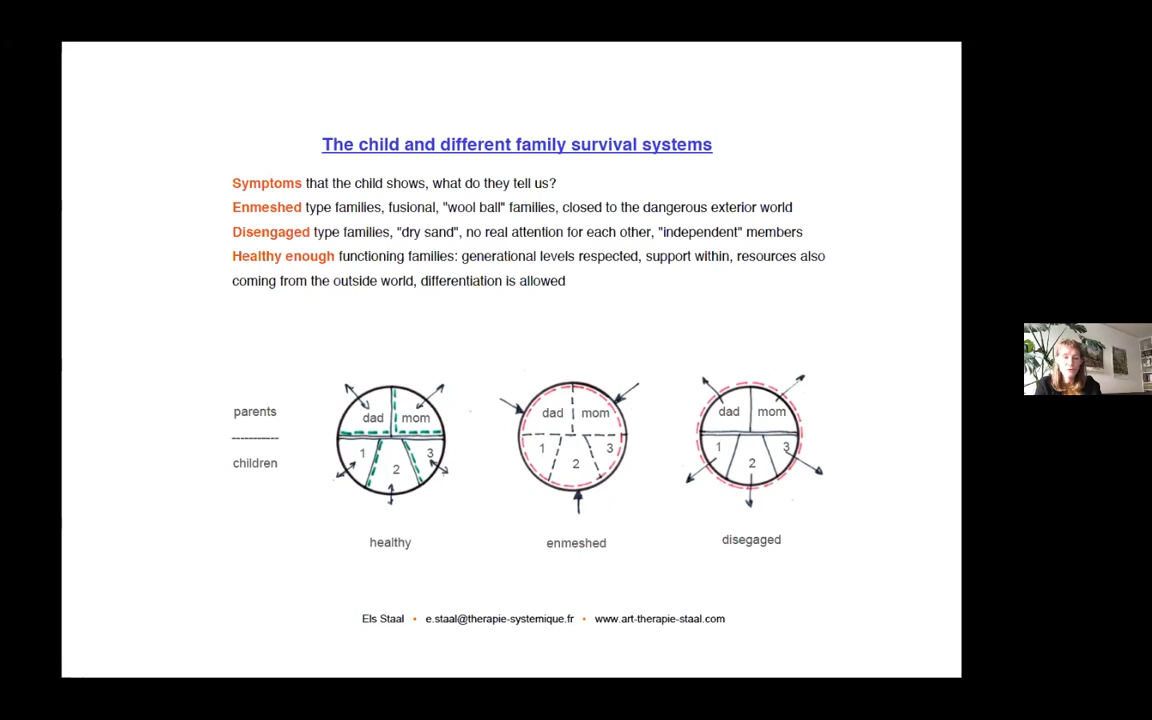 The child and different family survival systems
Symptoms that the child shows, what do they tell us?
Enmeshed type families, fusional, "wool ball" families, closed to the dangerous exterior world
Disengaged type families, "dry sand", no real attention for each other, "independent" members
Healthy enough functioning families: generational levels respected, support within, resources also
coming from the outside world, differentiation is allowed
parents
-----------
children
dad mom
1 2 3
healthy
dad mom
1 2 3
enmeshed
dad mom
1 2 3
disegaged
Els Staal • e.staal@therapie-systemique.fr • www.art-therapie-staal.com